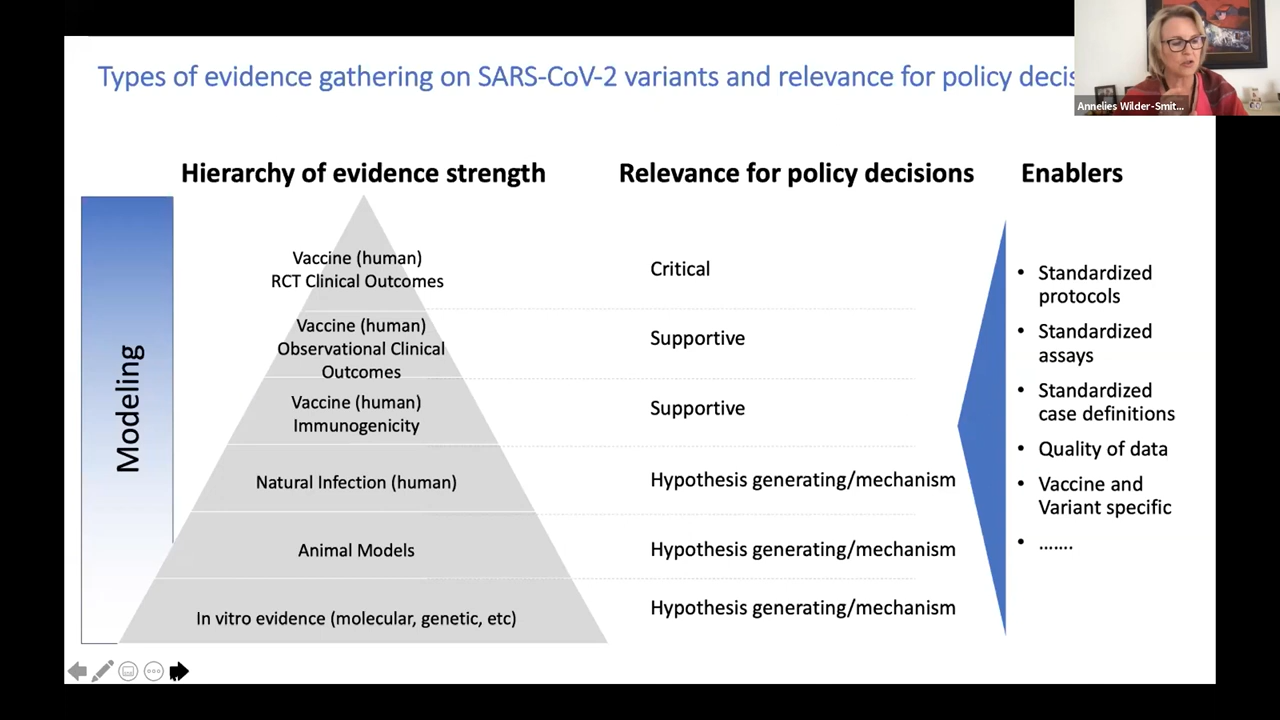 Types of evidence gathering on SARS-CoV-2 variants and relevance for policy decis
Annelies Wilder-Smit...
Hierarchy of evidence strength
Relevance for policy decisions
Enablers
Modeling
Vaccine (human)
RCT Clinical Outcomes
Critical
Vaccine (human)
Observational Clinical
Outcomes
Supportive
Vaccine (human)
Immunogenicity
Supportive
Natural Infection (human)
Hypothesis generating/mechanism
Animal Models
Hypothesis generating/mechanism
In vitro evidence (molecular, genetic, etc)
Hypothesis generating/mechanism
• Standardized
protocols
• Standardized
assays
• Standardized
case definitions
• Quality of data
• Vaccine and
Variant specific
• .......